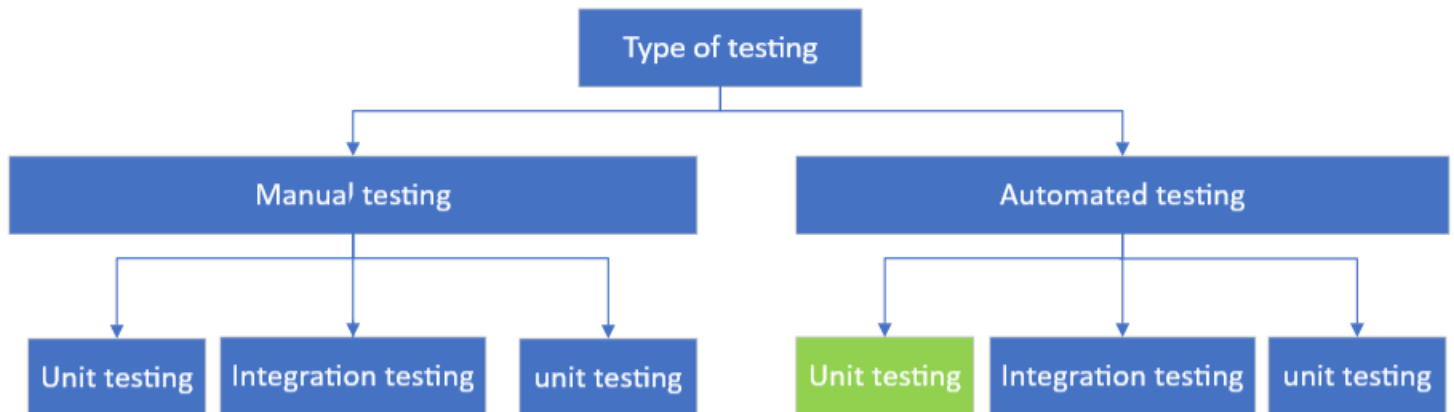 Type of testing
Manual testing
Automated testing
Unit testing
Integration testing
unit testing
Unit testing
Integration testing
unit testing